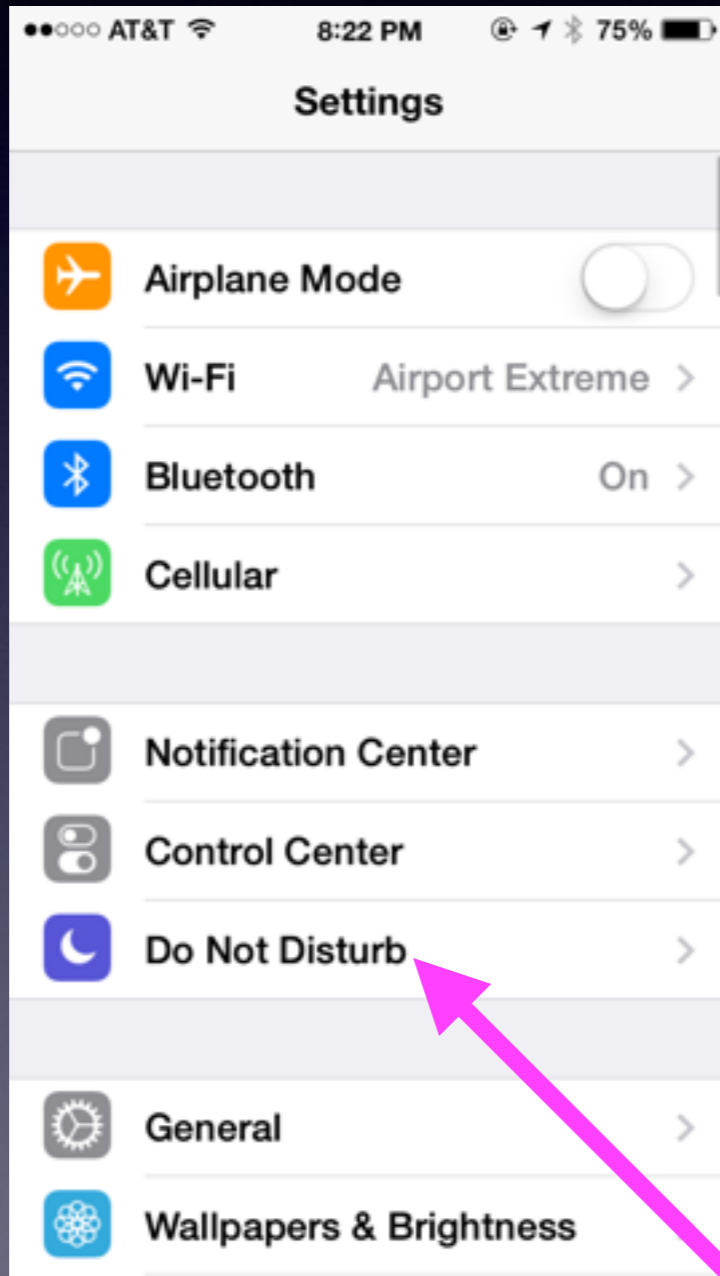 AT&T 8:22 PM 75%
Settings
Airplane Mode
Wi-Fi Airport Extreme
Bluetooth On
Cellular
Notification Center
Control Center
Do Not Disturb
General
Wallpapers & Brightness